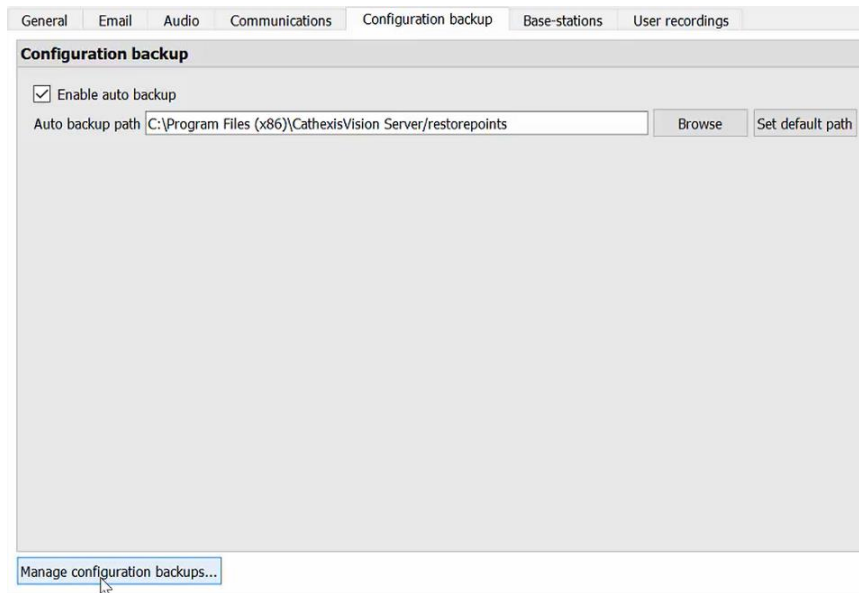 General Email Audio Communications Configuration backup Base-stations User recordings
Configuration backup
Enable auto backup
Auto backup path C:\Program Files (x86)\CathexisVision Server/restorepoints Browse Set default path
Manage configuration backups...